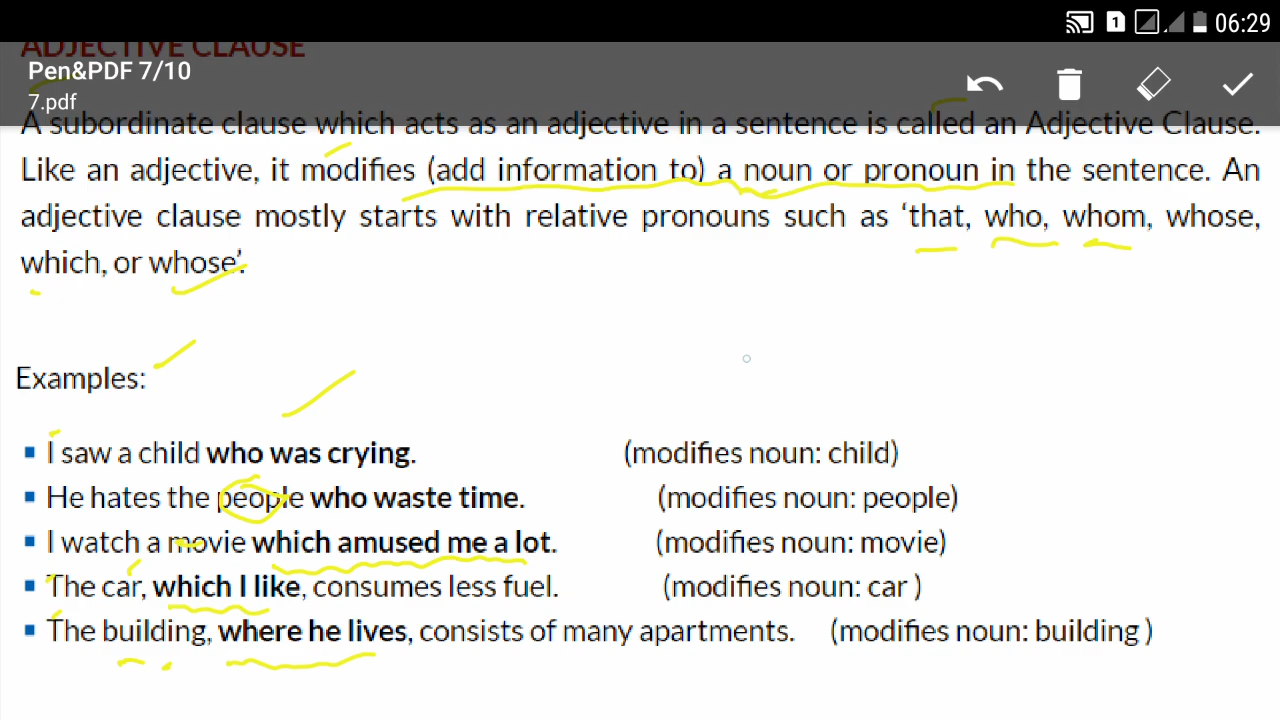 06:29
ADJECTIVE CLAUSE
Pen&PDF 7/10
7.pdf
A subordinate clause which acts as an adjective in a sentence is called an Adjective Clause.
Like an adjective, it modifies (add information to) a noun or pronoun in the sentence. An
adjective clause mostly starts with relative pronouns such as ‘that, who, whom, whose,
which, or whose’.
Examples:
▪ I saw a child who was crying. (modifies noun: child)
▪ He hates the people who waste time. (modifies noun: people)
▪ I watch a movie which amused me a lot. (modifies noun: movie)
▪ The car, which I like, consumes less fuel. (modifies noun: car )
▪ The building, where he lives, consists of many apartments. (modifies noun: building )